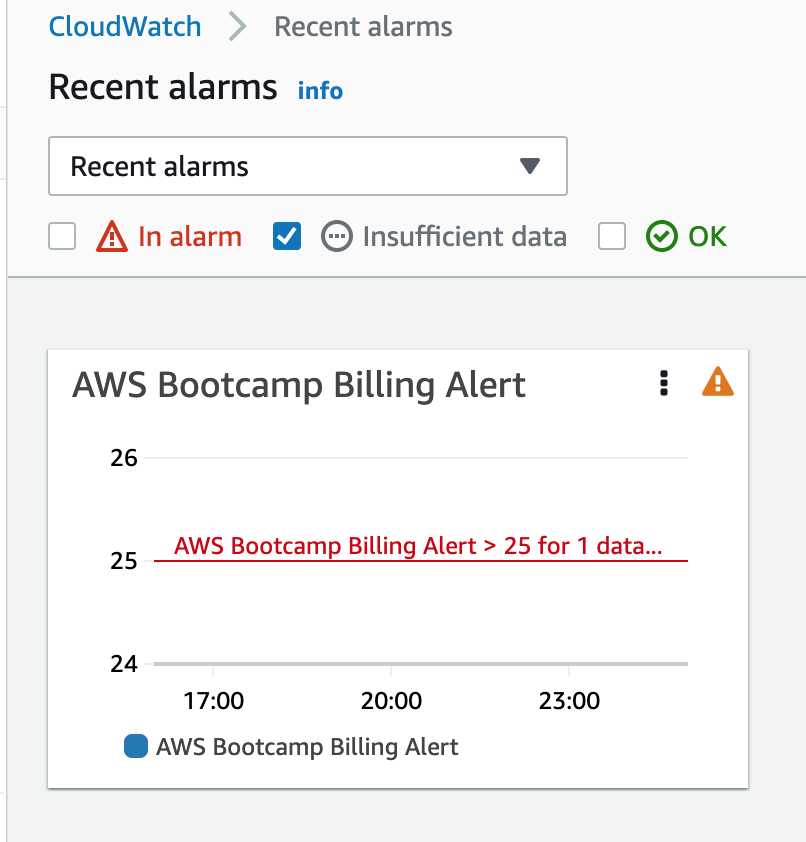 CloudWatch > Recent alarms
Recent alarms info
Recent alarms
In alarm Insufficient data OK
AWS Bootcamp Billing Alert
26
AWS Bootcamp Billing Alert > 25 for 1 data...
25
24
17:00 20:00 23:00
AWS Bootcamp Billing Alert